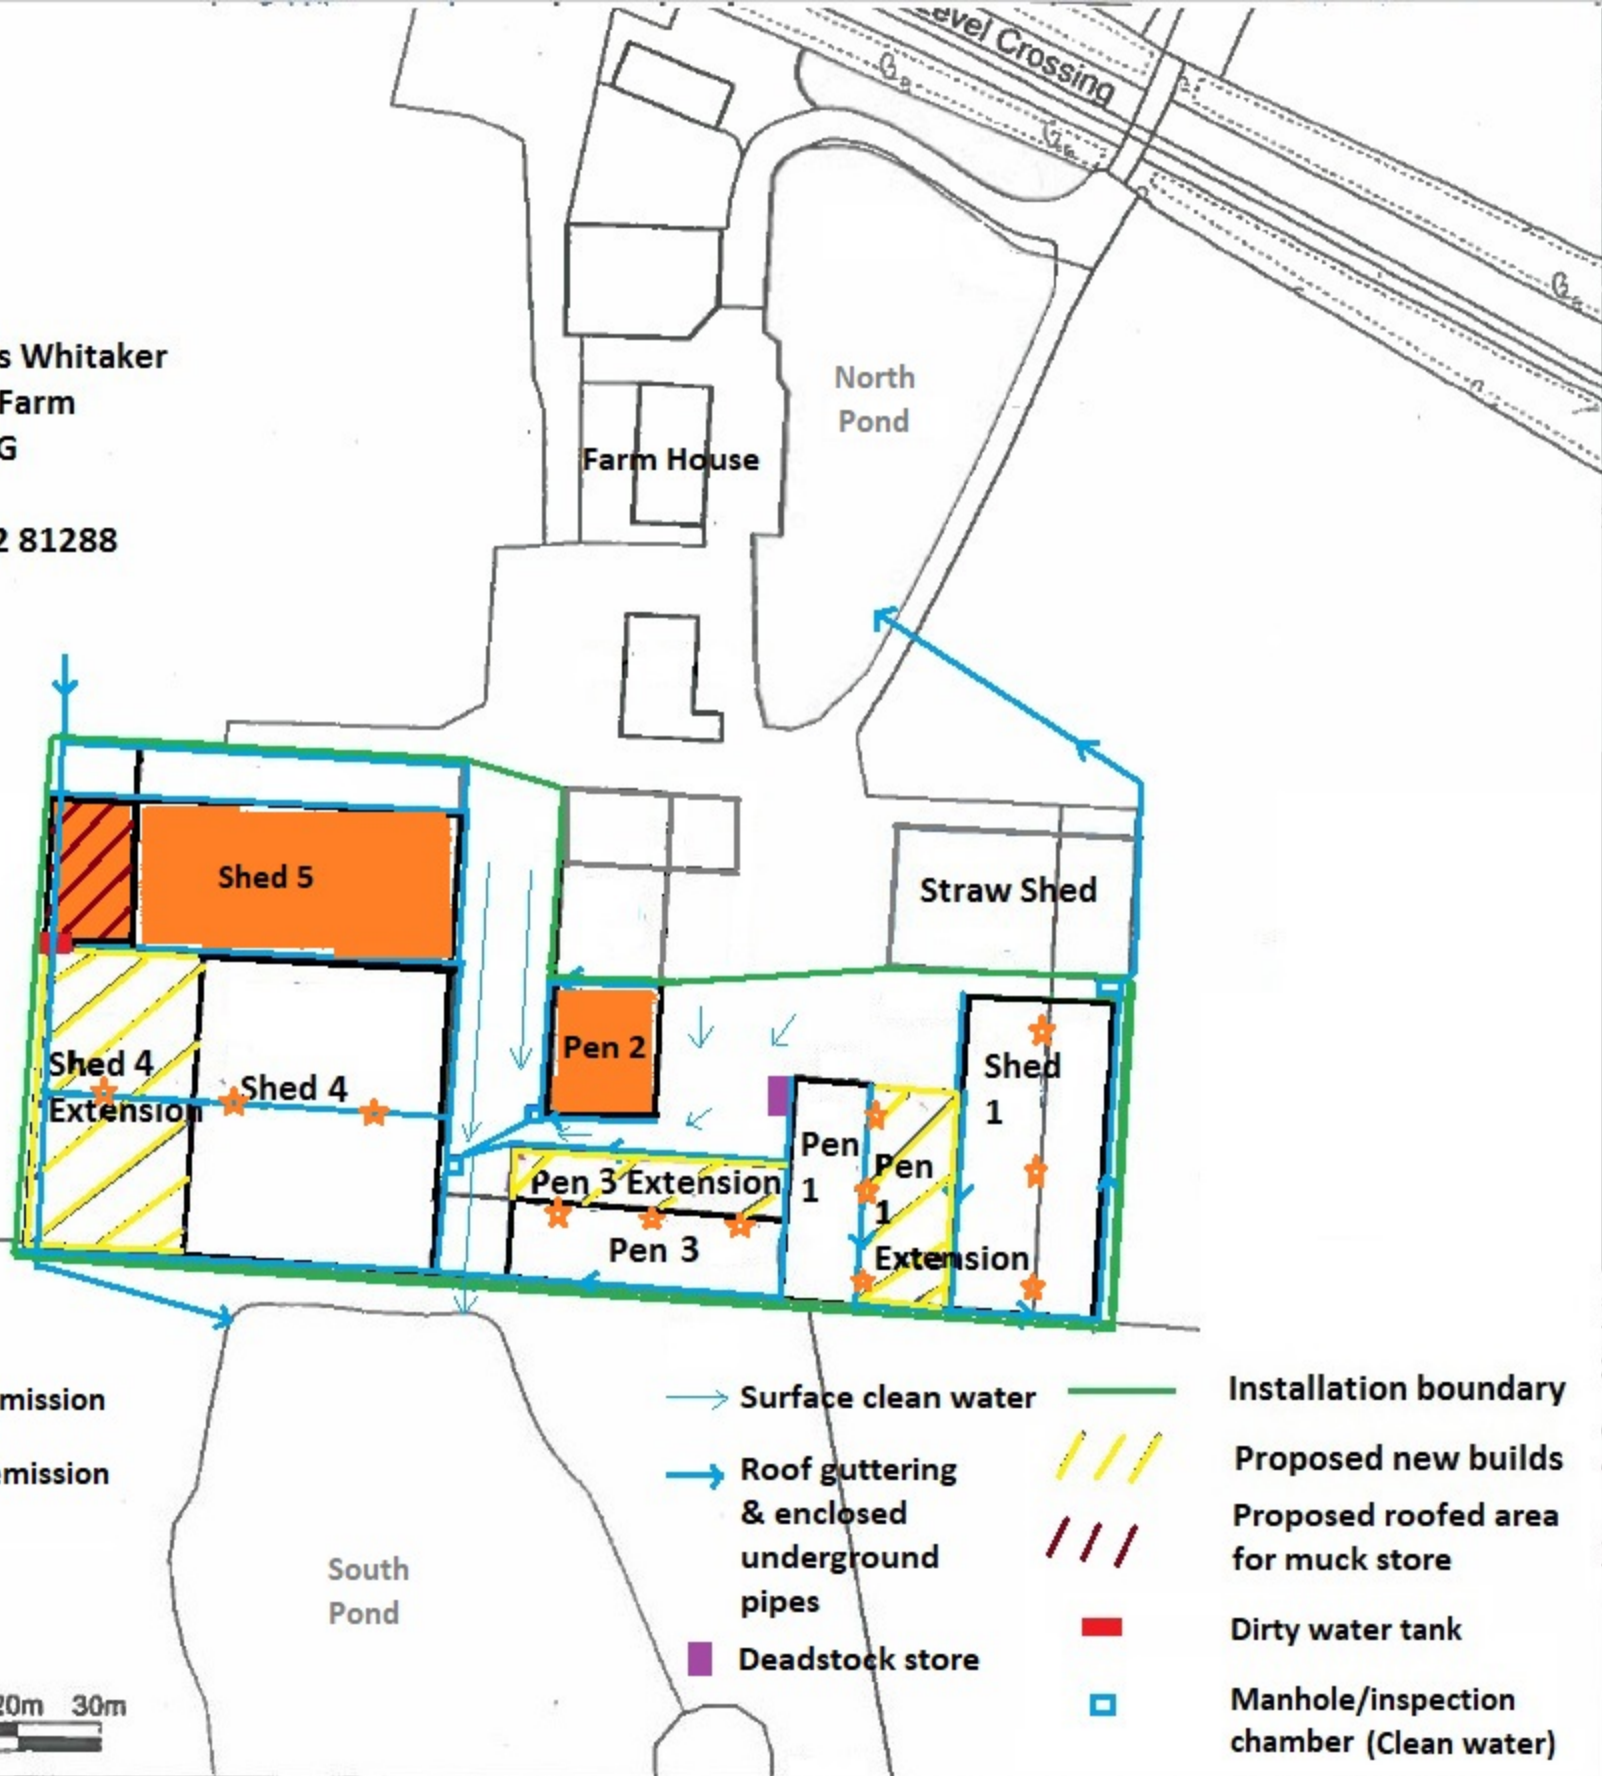 Level Crossing
s Whitaker
Farm
G
2 81288
North
Pond
Farm House
Shed 5
Straw Shed
Pen 2
Shed 4
Extension
Shed 4
Shed
1
Pen
1
Pen
1
Extension
Pen 3 Extension
Pen 3
mission
emission
South
Pond
20m 30m
Surface clean water
Roof guttering
& enclosed
underground
pipes
Deadstock store
Installation boundary
Proposed new builds
Proposed roofed area
for muck store
Dirty water tank
Manhole/inspection
chamber (Clean water)